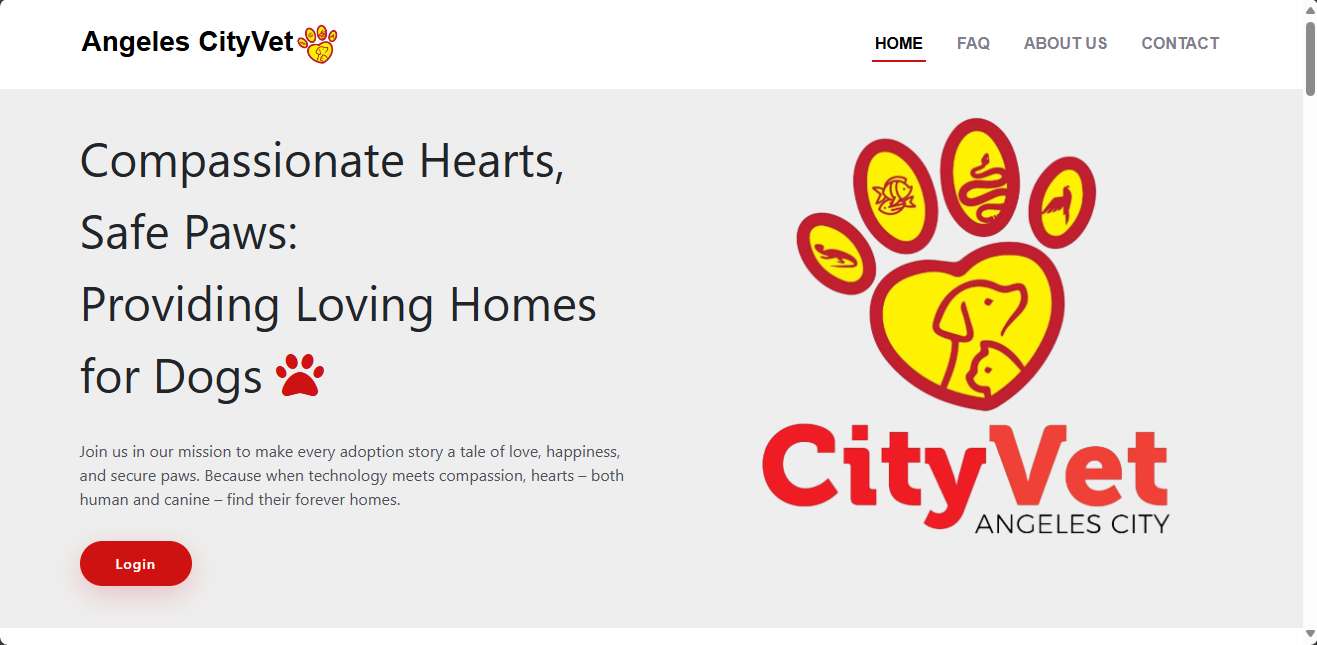 Angeles CityVet
HOME FAQ ABOUT US CONTACT
Compassionate Hearts,
Safe Paws:
Providing Loving Homes
for Dogs
Join us in our mission to make every adoption story a tale of love, happiness,
and secure paws. Because when technology meets compassion, hearts – both
human and canine – find their forever homes.
Login
CityVet
ANGELES CITY